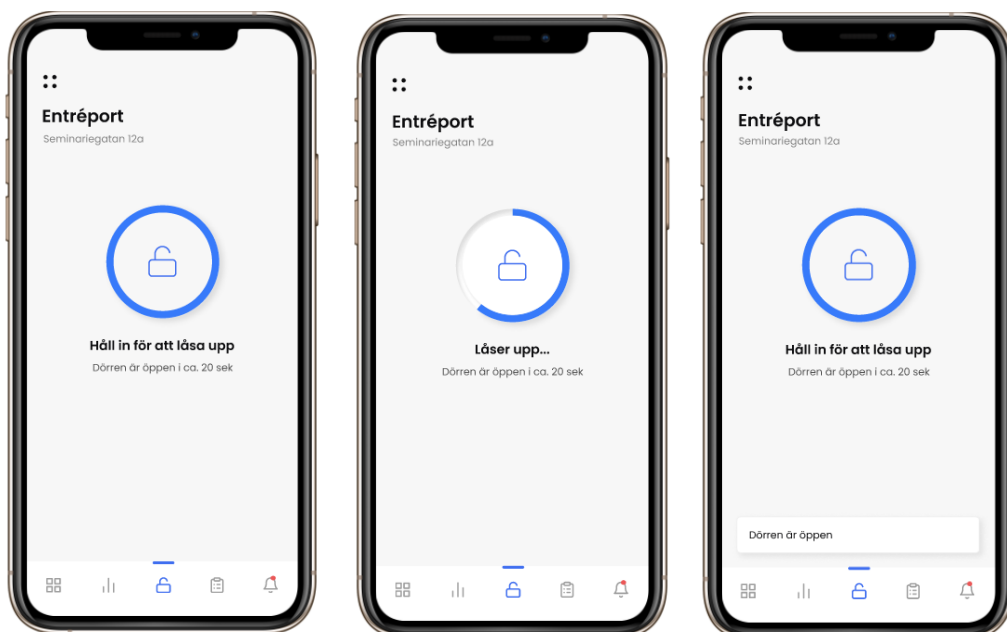 Entréport
Seminariegatan 12a
Håll in för att låsa upp
Dörren är öppen i ca. 20 sek
Entréport
Seminariegatan 12a
Låser upp...
Dörren är öppen i ca. 20 sek
Entréport
Seminariegatan 12a
Håll in för att låsa upp
Dörren är öppen i ca. 20 sek
Dörren är öppen